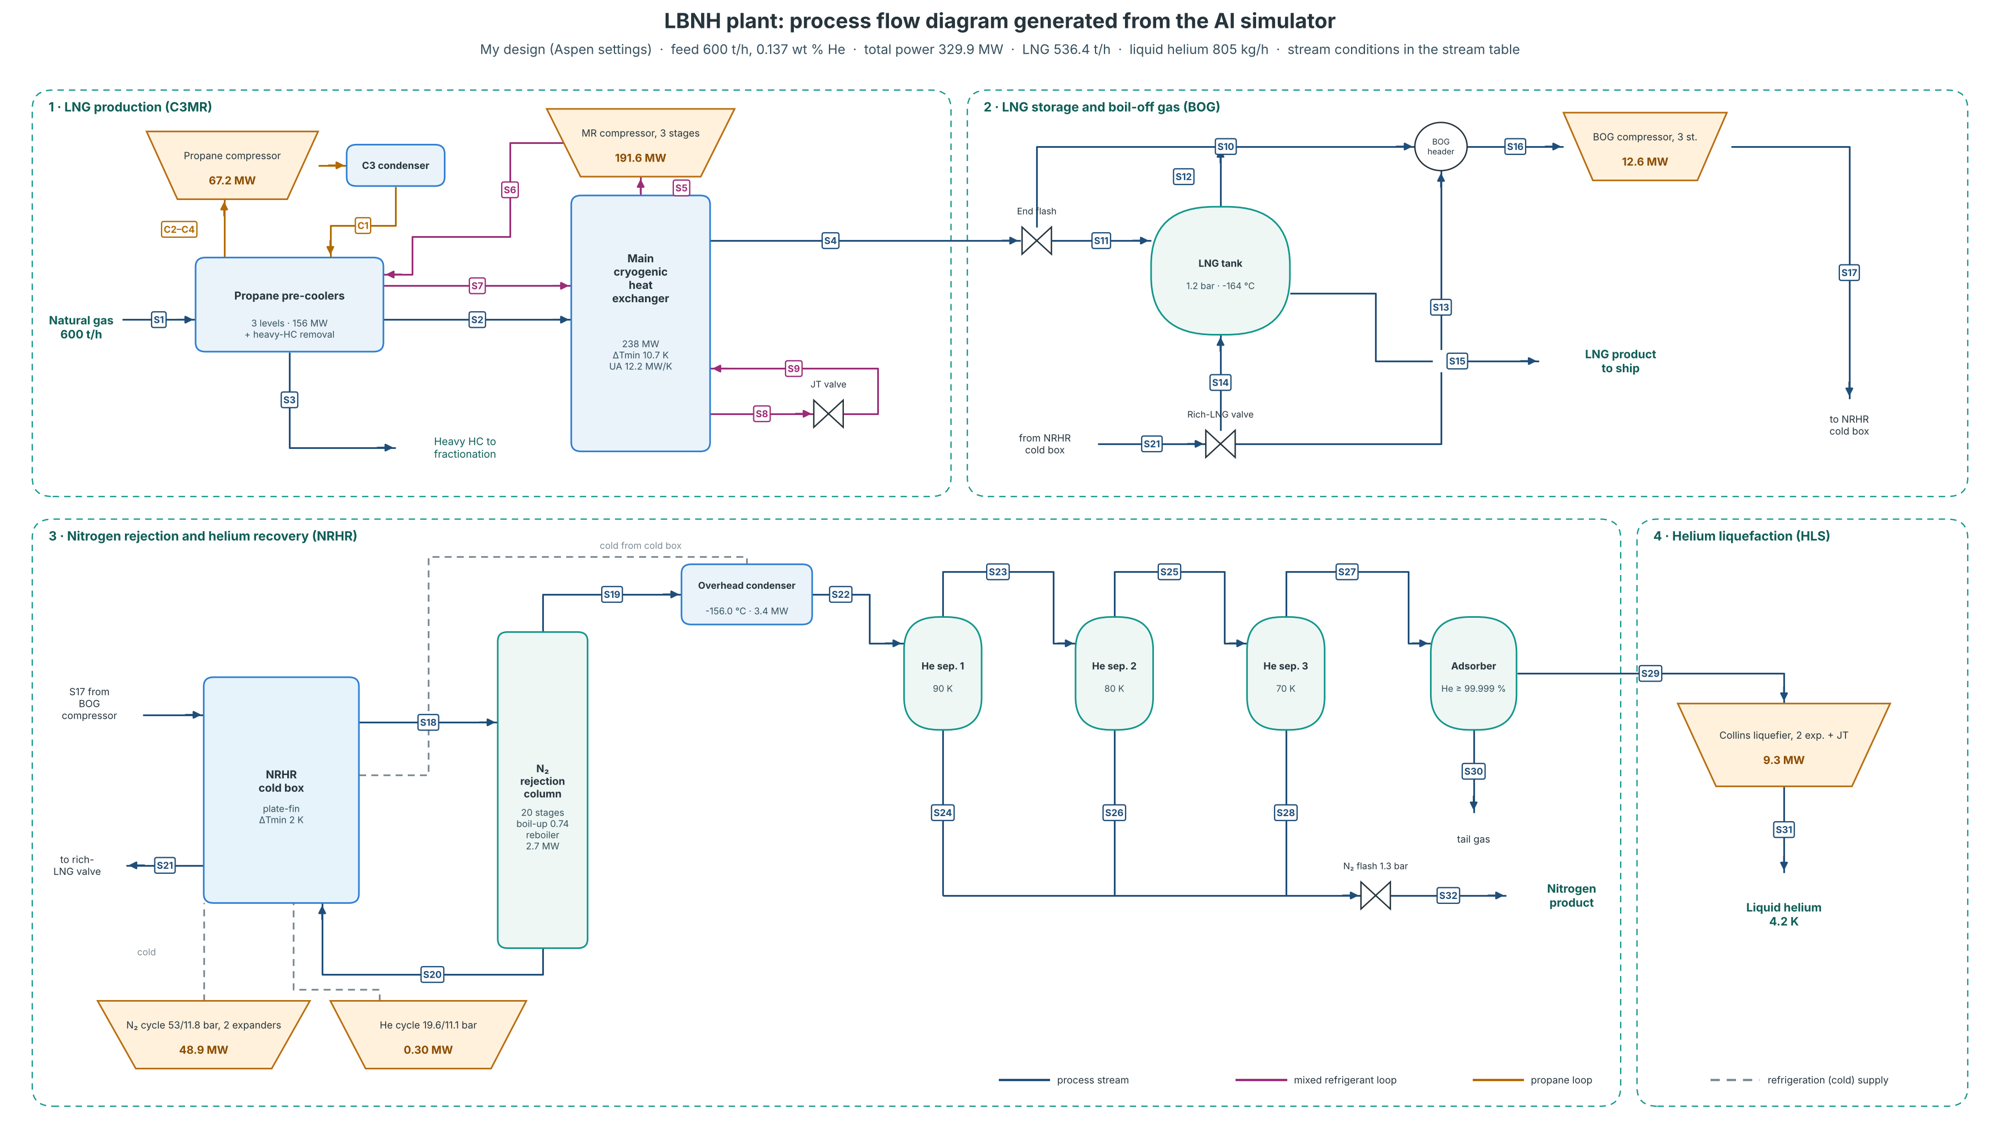 LBNH plant: process flow diagram generated from the AI simulator
My design (Aspen settings) · feed 600 t/h, 0.137 wt % He · total power 329.9 MW · LNG 536.4 t/h · liquid helium 805 kg/h · stream conditions in the stream table
1 · LNG production (C3MR)
Propane compressor
67.2 MW
C3 condenser
MR compressor, 3 stages
191.6 MW
S6
S5
C2–C4
C1
Propane pre-coolers
3 levels · 156 MW
+ heavy-HC removal
Natural gas
600 t/h
S1
S7
S2
S3
Heavy HC to
fractionation
Main
cryogenic
heat
exchanger
238 MW
ΔTmin 10.7 K
UA 12.2 MW/K
S4
S9
JT valve
S8
2 · LNG storage and boil-off gas (BOG)
S10
S12
BOG
header
S16
BOG compressor, 3 st.
12.6 MW
End flash
S11
LNG tank
1.2 bar · -164 °C
S13
S17
S15
LNG product
to ship
S14
Rich-LNG valve
from NRHR
cold box
S21
to NRHR
cold box
3 · Nitrogen rejection and helium recovery (NRHR)
cold from cold box
S19
Overhead condenser
-156.0 °C · 3.4 MW
S22
S23
S25
S27
He sep. 1
90 K
He sep. 2
80 K
He sep. 3
70 K
Adsorber
He ≥ 99.999 %
S17 from
BOG
compressor
S18
NRHR
cold box
plate-fin
ΔTmin 2 K
N₂
rejection
column
20 stages
boil-up 0.74
reboiler
2.7 MW
S24
S26
S28
S30
tail gas
to rich-
LNG valve
S21
N₂ flash 1.3 bar
S32
Nitrogen
product
cold
S20
N₂ cycle 53/11.8 bar, 2 expanders
48.9 MW
He cycle 19.6/11.1 bar
0.30 MW
4 · Helium liquefaction (HLS)
S29
Collins liquefier, 2 exp. + JT
9.3 MW
S31
Liquid helium
4.2 K
process stream
mixed refrigerant loop
propane loop
refrigeration (cold) supply